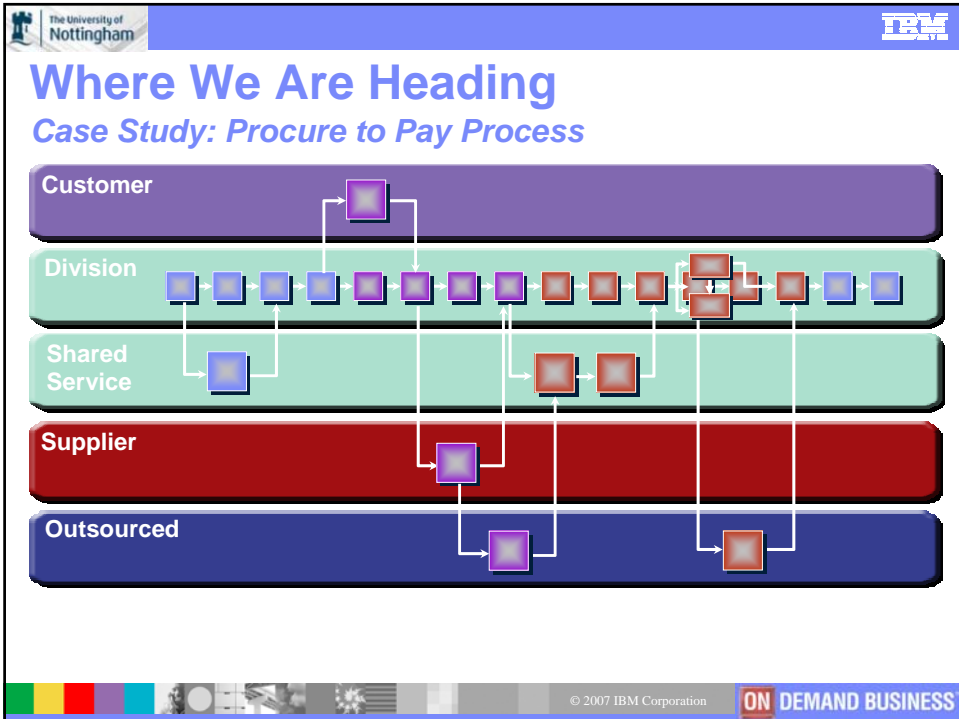 The University of
Nottingham
IBM
Where We Are Heading
Case Study: Procure to Pay Process
Customer
Division
Shared
Service
Supplier
Outsourced
© 2007 IBM Corporation
ON DEMAND BUSINESS